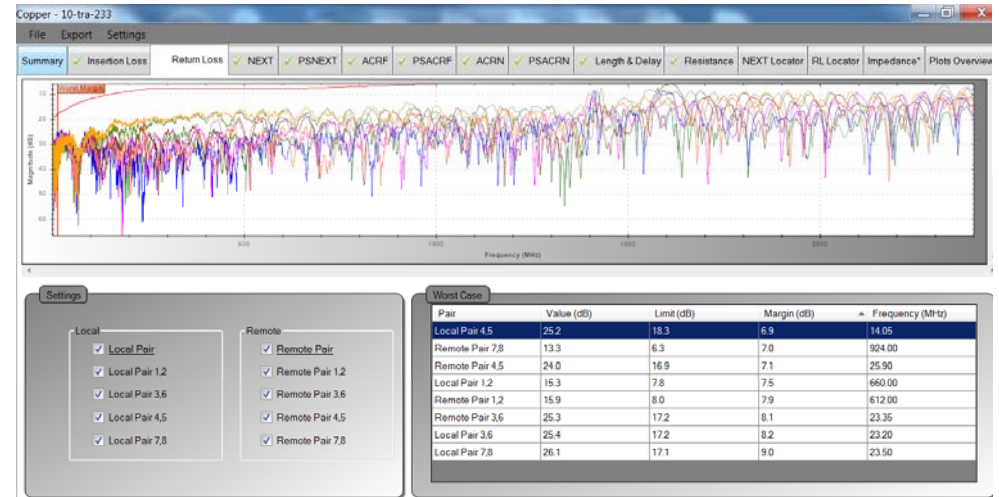 Copper - 10-tra-233
File Export Settings
Summary Insertion Loss Return Loss NEXT PSNEXT ACRF PSACRF ACRN PSACRN Length & Delay Resistance NEXT Locator RL Locator Impedance* Plots Overview
Worst Margin
Magnitude (dB)
10
20
30
40
50
60
500 1000 1500 2000
Frequency (MHz)
Settings
Local
Local Pair
Local Pair 1,2
Local Pair 3,6
Local Pair 4,5
Local Pair 7,8
Remote
Remote Pair
Remote Pair 1,2
Remote Pair 3,6
Remote Pair 4,5
Remote Pair 7,8
Worst Case
Pair Value (dB) Limit (dB) Margin (dB) Frequency (MHz)
Local Pair 4,5 25.2 18.3 6.9 14.05
Remote Pair 7,8 13.3 6.3 7.0 924.00
Remote Pair 4,5 24.0 16.9 7.1 25.90
Local Pair 1,2 15.3 7.8 7.5 660.00
Remote Pair 1,2 15.9 8.0 7.9 612.00
Remote Pair 3,6 25.3 17.2 8.1 23.35
Local Pair 3,6 25.4 17.2 8.2 23.20
Local Pair 7,8 26.1 17.1 9.0 23.50